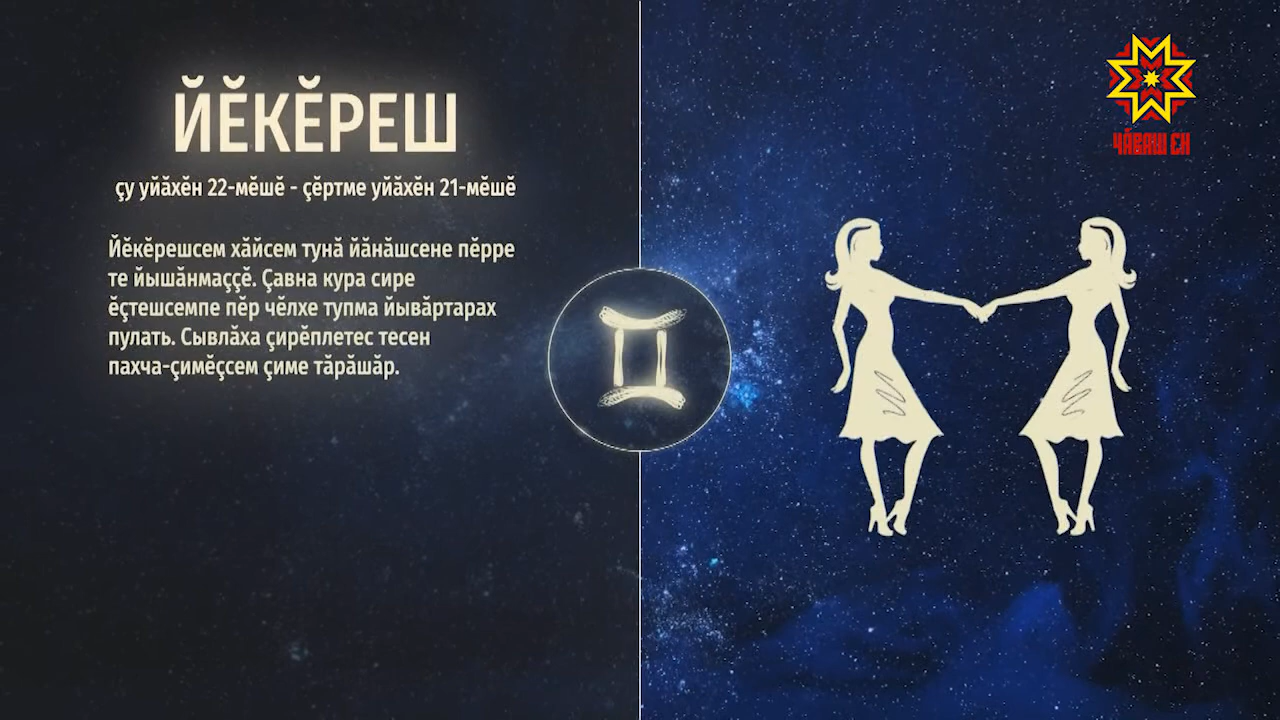 ЙӖКӖРЕШ
ҫу уйӑхӗн 22-мӗшӗ - ҫӗртме уйӑхӗн 21-мӗшӗ
Йӗкӗрешсем хӑйсем тунӑ йӑнӑшсене пӗрре
те йышӑнмаҫҫӗ. Ҫавна кура сире
ӗҫтешсемпе пӗр чӗлхе тупма йывӑртарах
пулать. Сывлӑха ҫирӗплетес тесен
пахча-ҫимӗҫсем ҫиме тӑрӑшӑр.
ЧӐВАШ ЕН